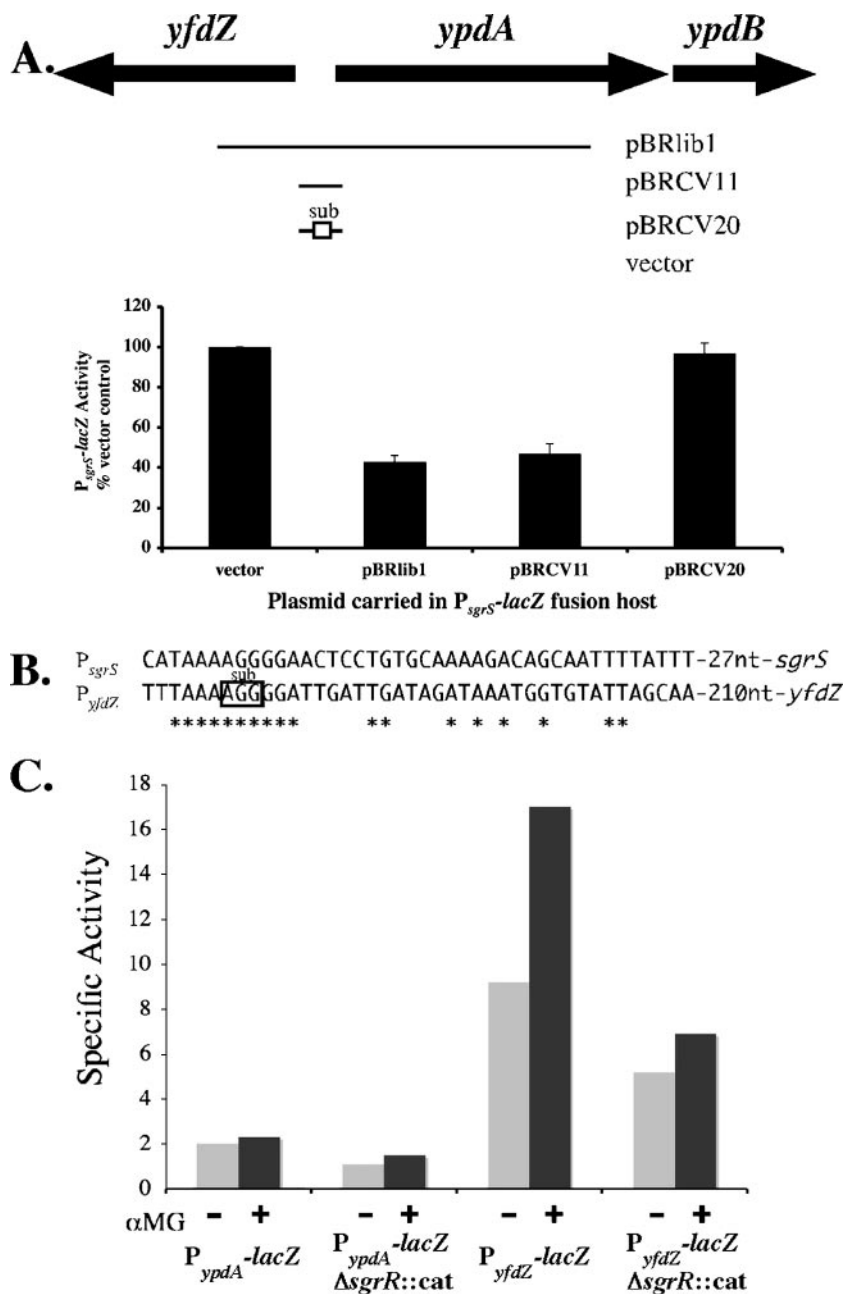 yfdZ ypdA ypdB
A.
pBRlib1
pBRCV11
sub
pBRCV20
vector
120
100
80
60
40
20
0
PsgrS-lacZ Activity
% vector control
vector pBRlib1 pBRCV11 pBRCV20
Plasmid carried in PsgrS-lacZ fusion host
B.
PsgrS CATAAAAGGGGAACTCCTGTGCAAAAGACAGCAATTTTATTT-27nt-sgrS
sub
PyfdZ TTTAAAAGGGGATTGATTGATAGATAAATGGTGTATTAGCAA-210nt-yfdZ
********** ** * * * * **
C.
18
16
14
12
10
8
6
4
2
0
Specific Activity
αMG - + - + - + - +
PypdA-lacZ PypdA-lacZ PyfdZ-lacZ PyfdZ-lacZ
ΔsgrR::cat ΔsgrR::cat